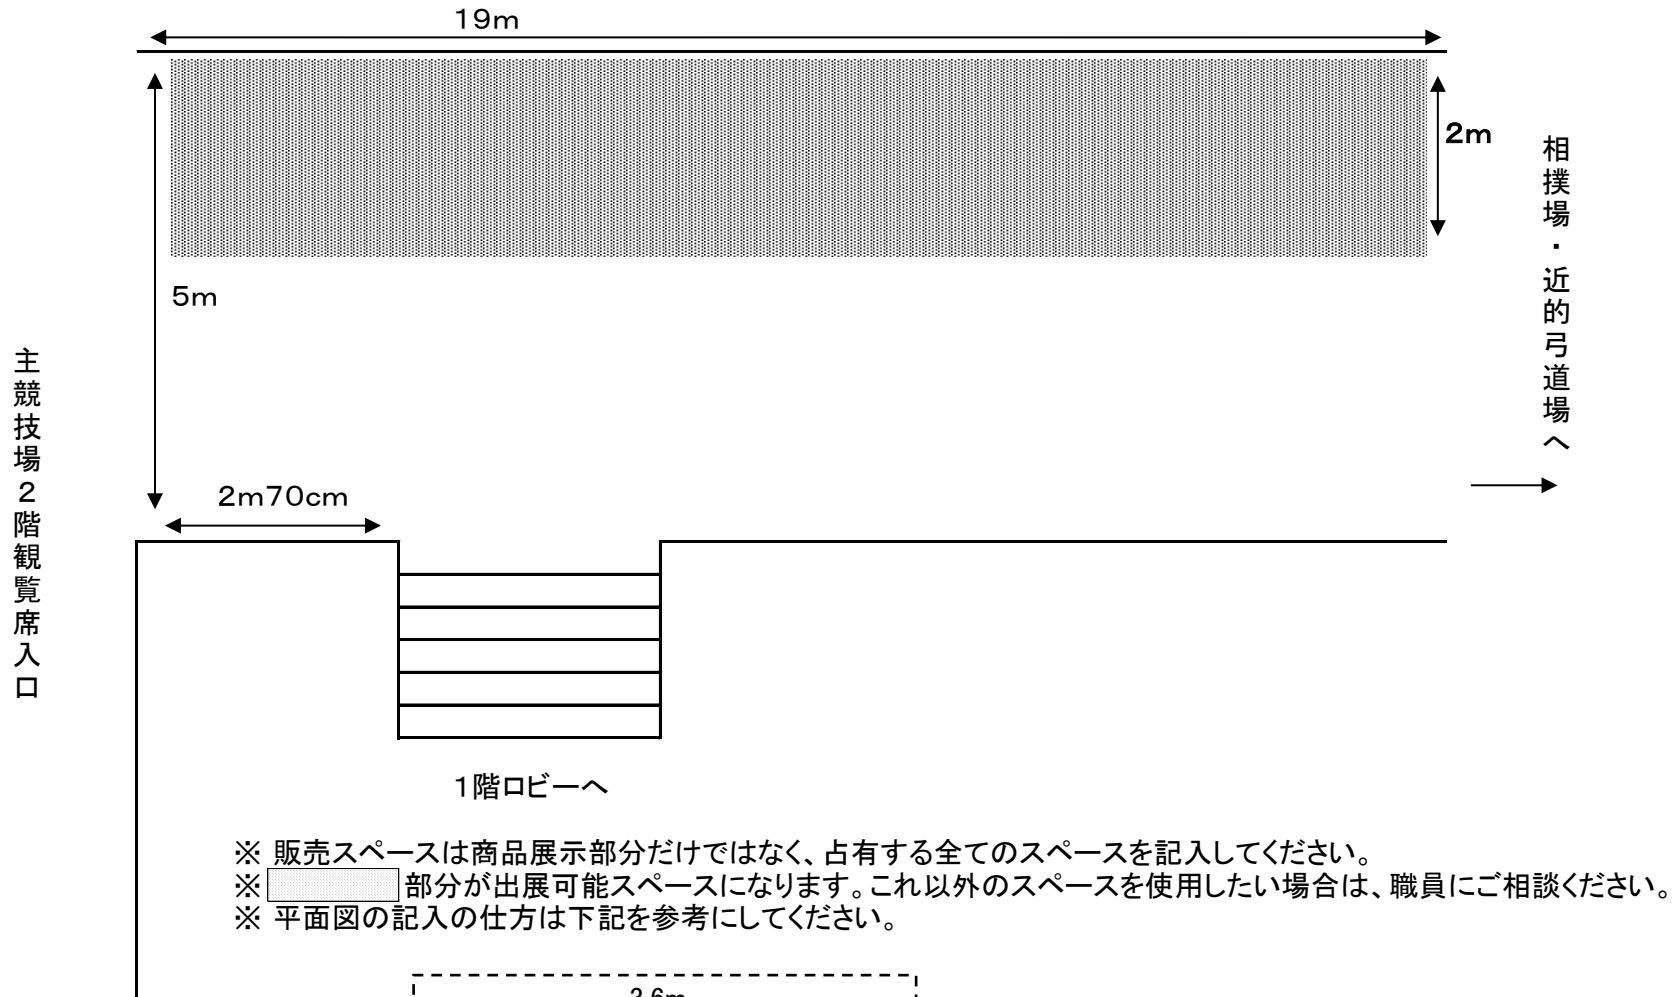 19m
2m
相撲場・近的弓道場へ
5m
主競技場2階観覧席入口
2m70cm
1階ロビーへ
※ 販売スペースは商品展示部分だけではなく、占有する全てのスペースを記入してください。
※ 部分が出展可能スペースになります。これ以外のスペースを使用したい場合は、職員にご相談ください。
※ 平面図の記入の仕方は下記を参考にしてください。
3.6m